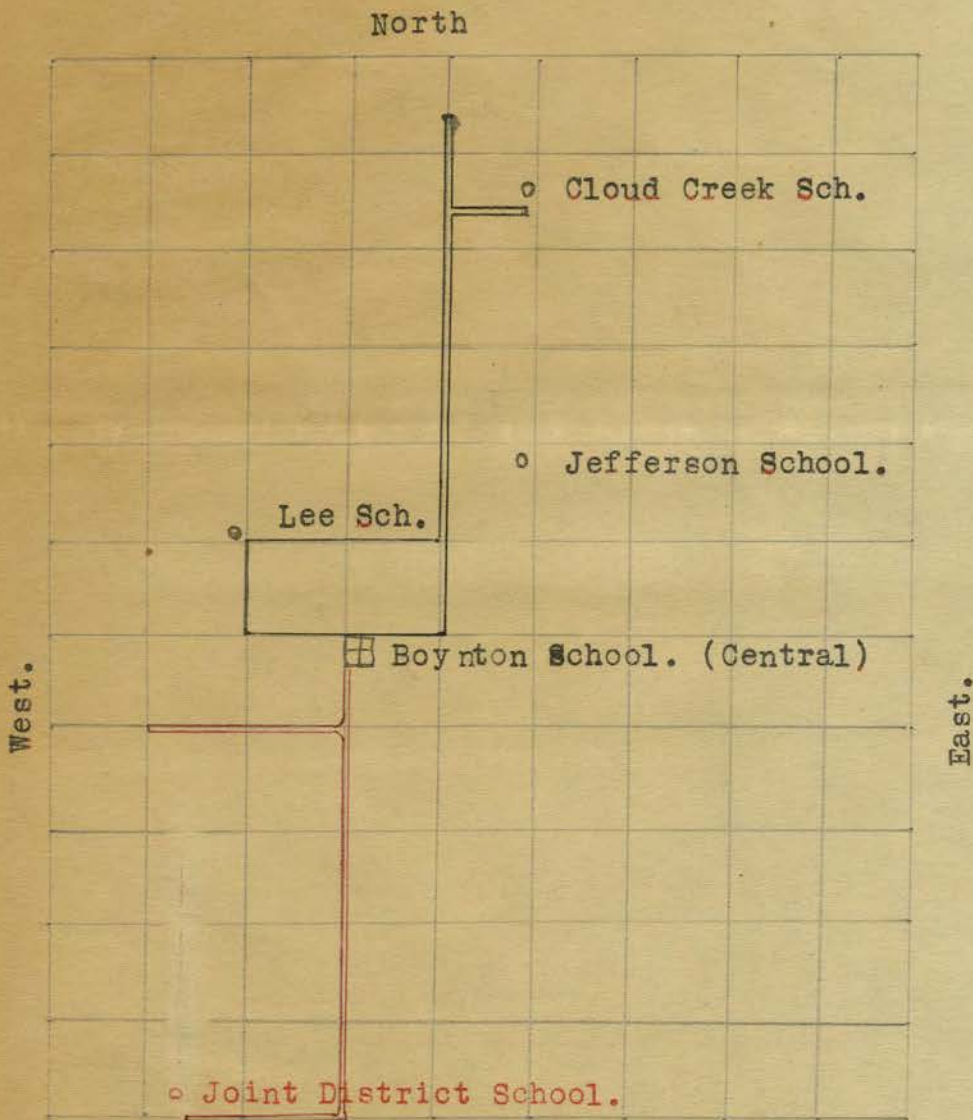 North
Cloud Creek Sch.
Jefferson School.
Lee Sch.
Boynton School. (Central)
West.
East.
Joint District School.